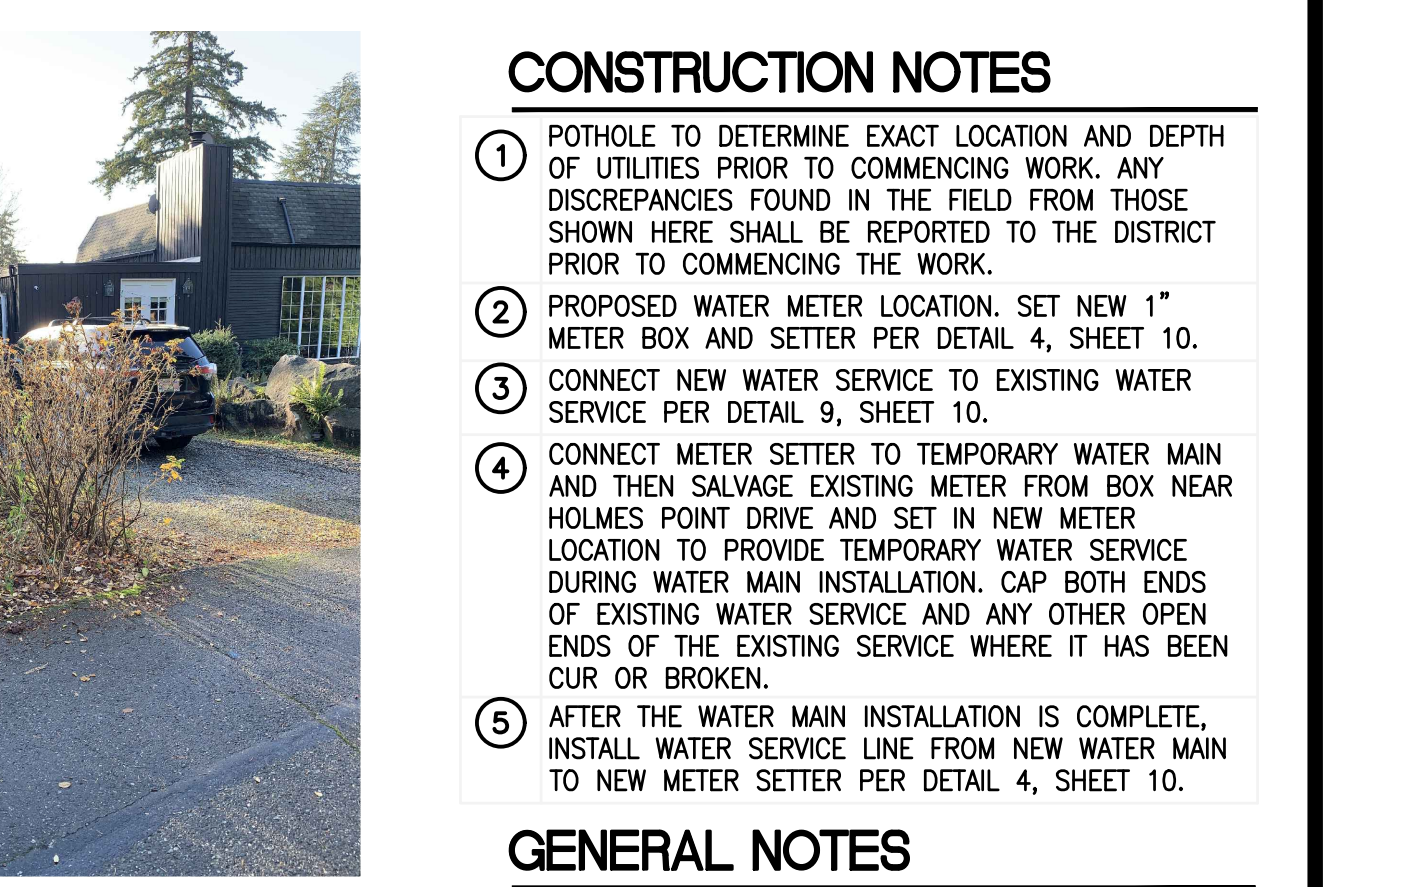 CONSTRUCTION NOTES
1
POTHOLE TO DETERMINE EXACT LOCATION AND DEPTH
OF UTILITIES PRIOR TO COMMENCING WORK. ANY
DISCREPANCIES FOUND IN THE FIELD FROM THOSE
SHOWN HERE SHALL BE REPORTED TO THE DISTRICT
PRIOR TO COMMENCING THE WORK.
2
PROPOSED WATER METER LOCATION. SET NEW 1”
METER BOX AND SETTER PER DETAIL 4, SHEET 10.
3
CONNECT NEW WATER SERVICE TO EXISTING WATER
SERVICE PER DETAIL 9, SHEET 10.
4
CONNECT METER SETTER TO TEMPORARY WATER MAIN
AND THEN SALVAGE EXISTING METER FROM BOX NEAR
HOLMES POINT DRIVE AND SET IN NEW METER
LOCATION TO PROVIDE TEMPORARY WATER SERVICE
DURING WATER MAIN INSTALLATION. CAP BOTH ENDS
OF EXISTING WATER SERVICE AND ANY OTHER OPEN
ENDS OF THE EXISTING SERVICE WHERE IT HAS BEEN
CUR OR BROKEN.
5
AFTER THE WATER MAIN INSTALLATION IS COMPLETE,
INSTALL WATER SERVICE LINE FROM NEW WATER MAIN
TO NEW METER SETTER PER DETAIL 4, SHEET 10.
GENERAL NOTES